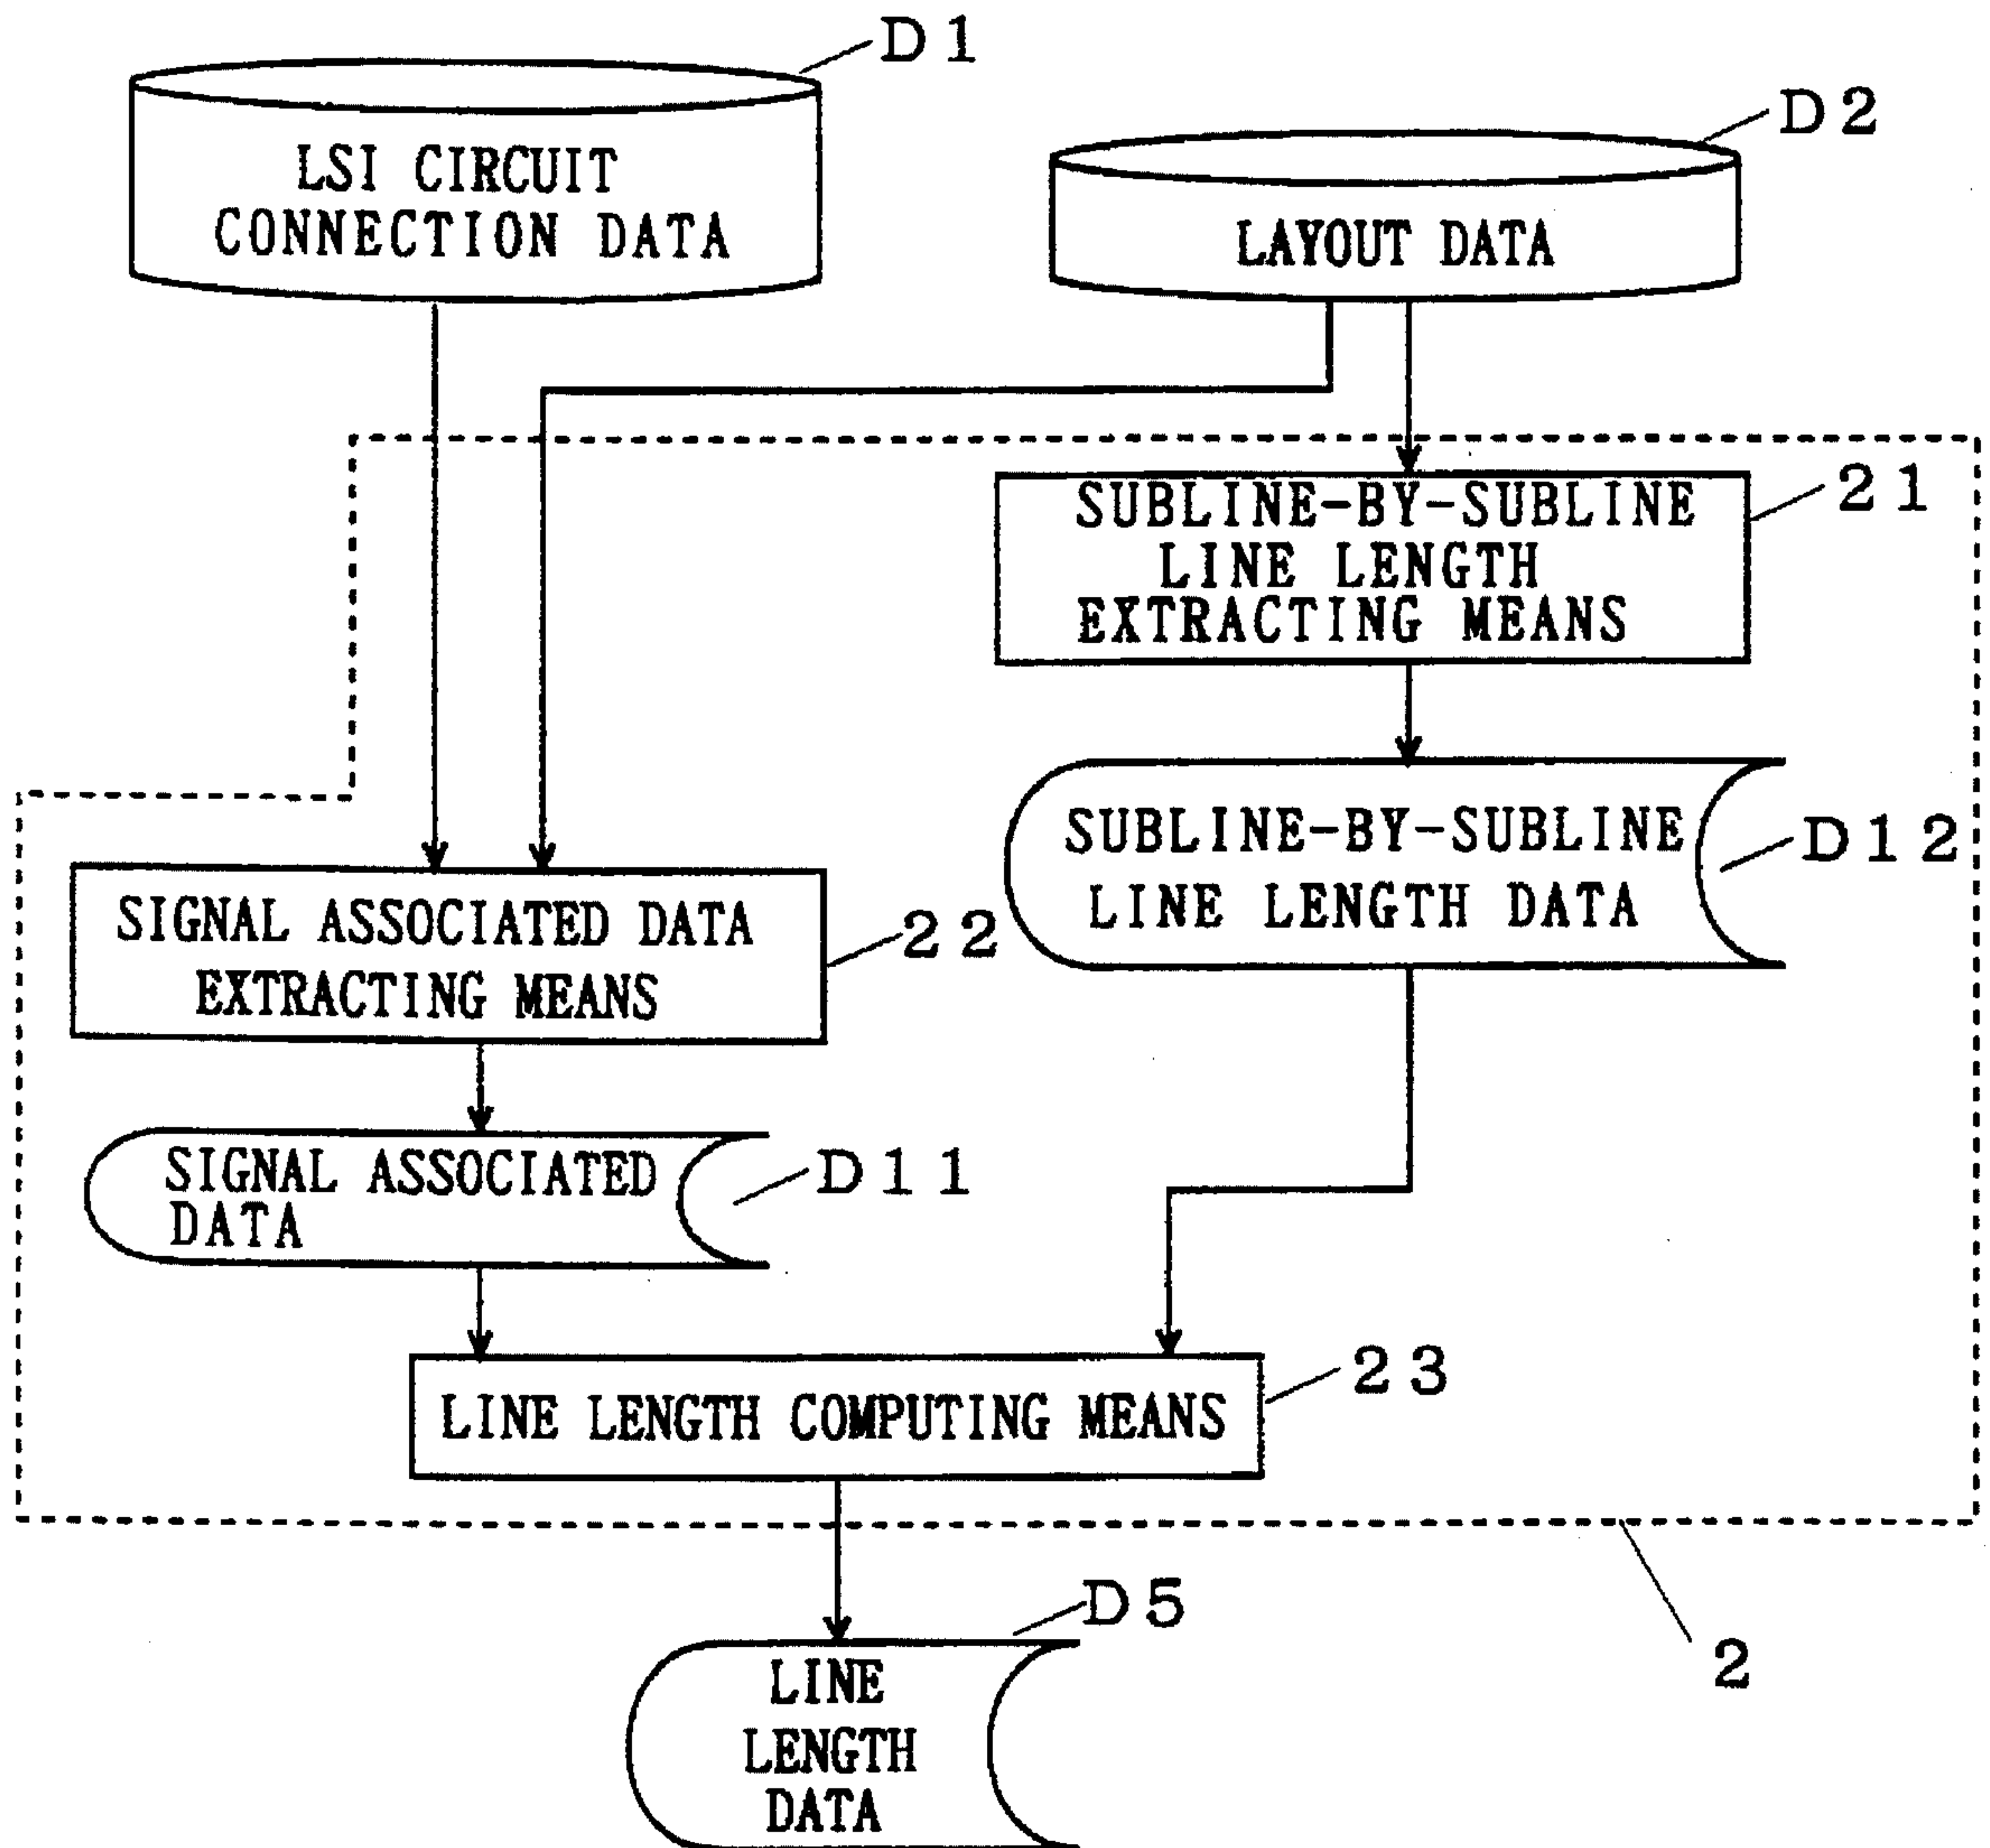 D1
LSI CIRCUIT
CONNECTION DATA
D2
LAYOUT DATA
SUBLINE-BY-SUBLINE
LINE LENGTH
EXTRACTING MEANS
21
SUBLINE-BY-SUBLINE
LINE LENGTH DATA
D12
SIGNAL ASSOCIATED DATA
EXTRACTING MEANS
22
SIGNAL ASSOCIATED
DATA
D11
LINE LENGTH COMPUTING MEANS
23
2
D5
LINE
LENGTH
DATA